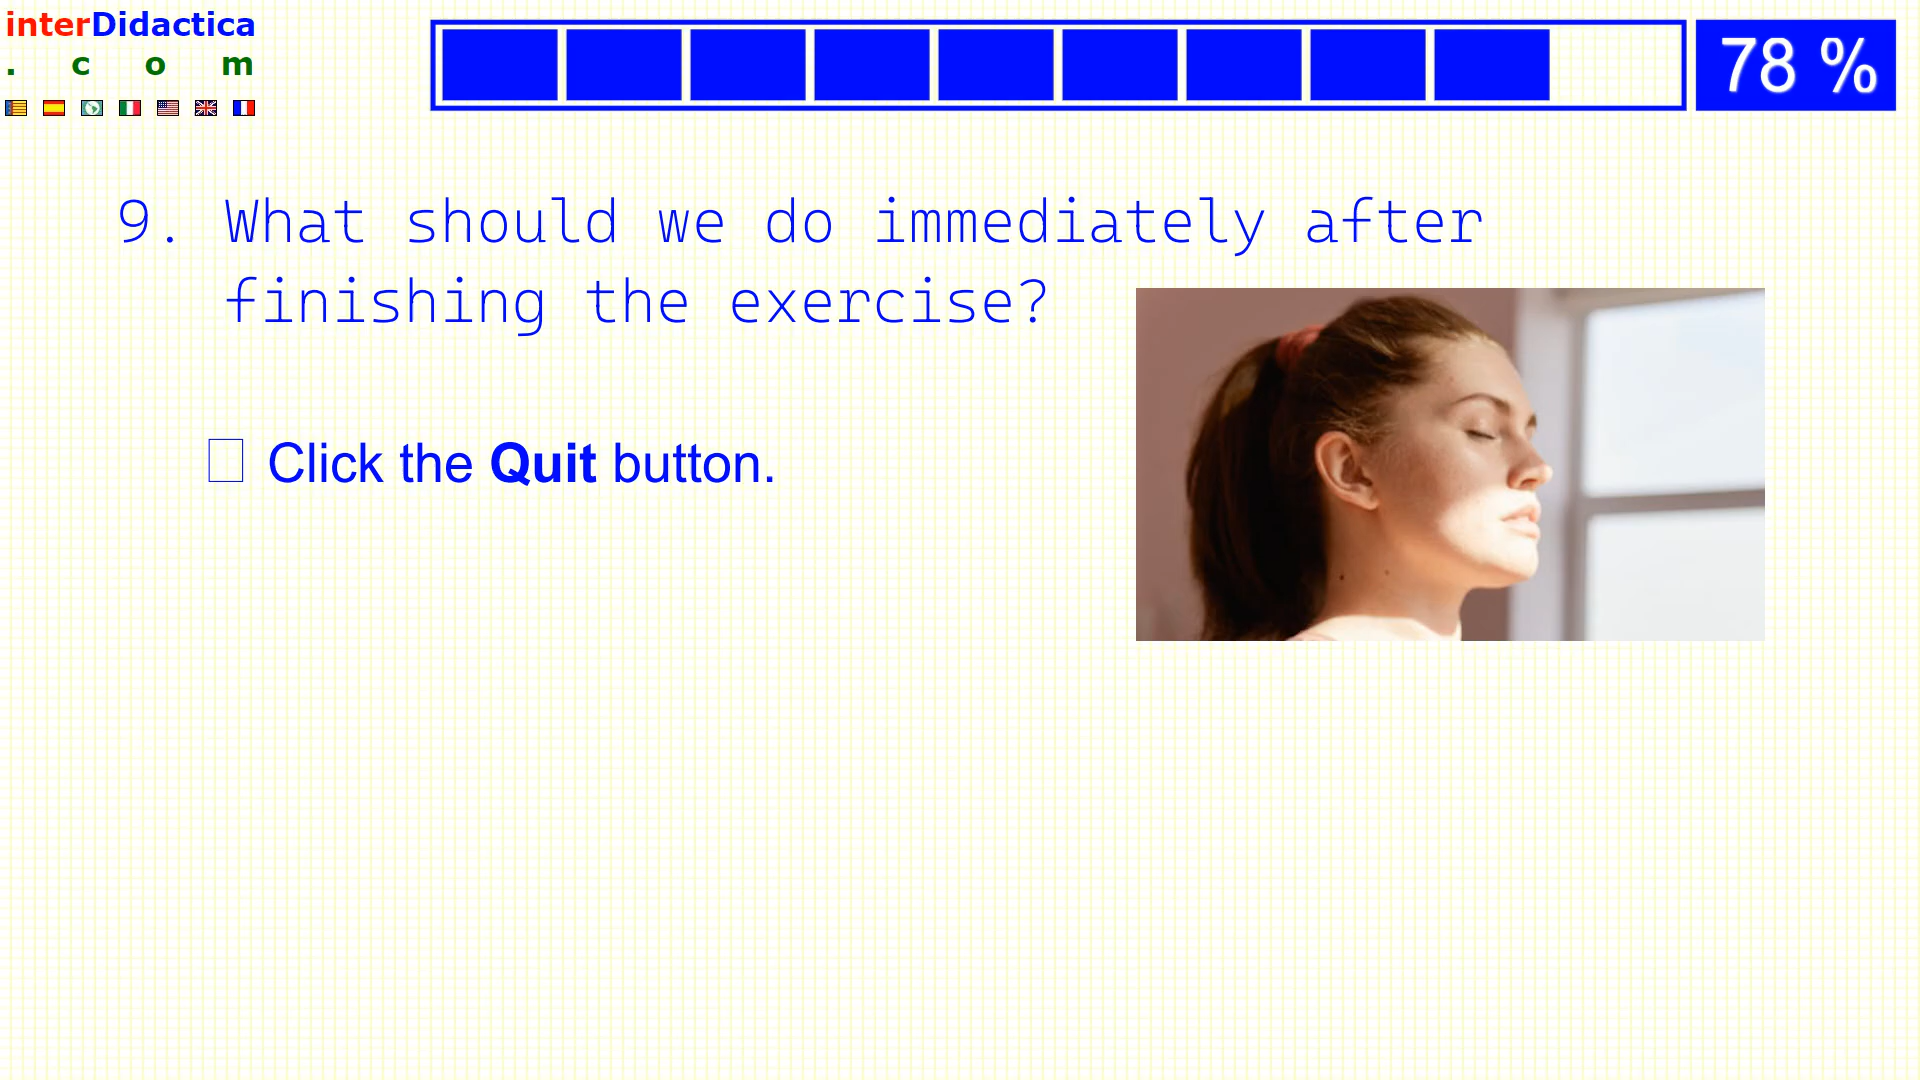 interDidactica
. c o m
78 %
9. What should we do immediately after
finishing the exercise?
Click the Quit button.